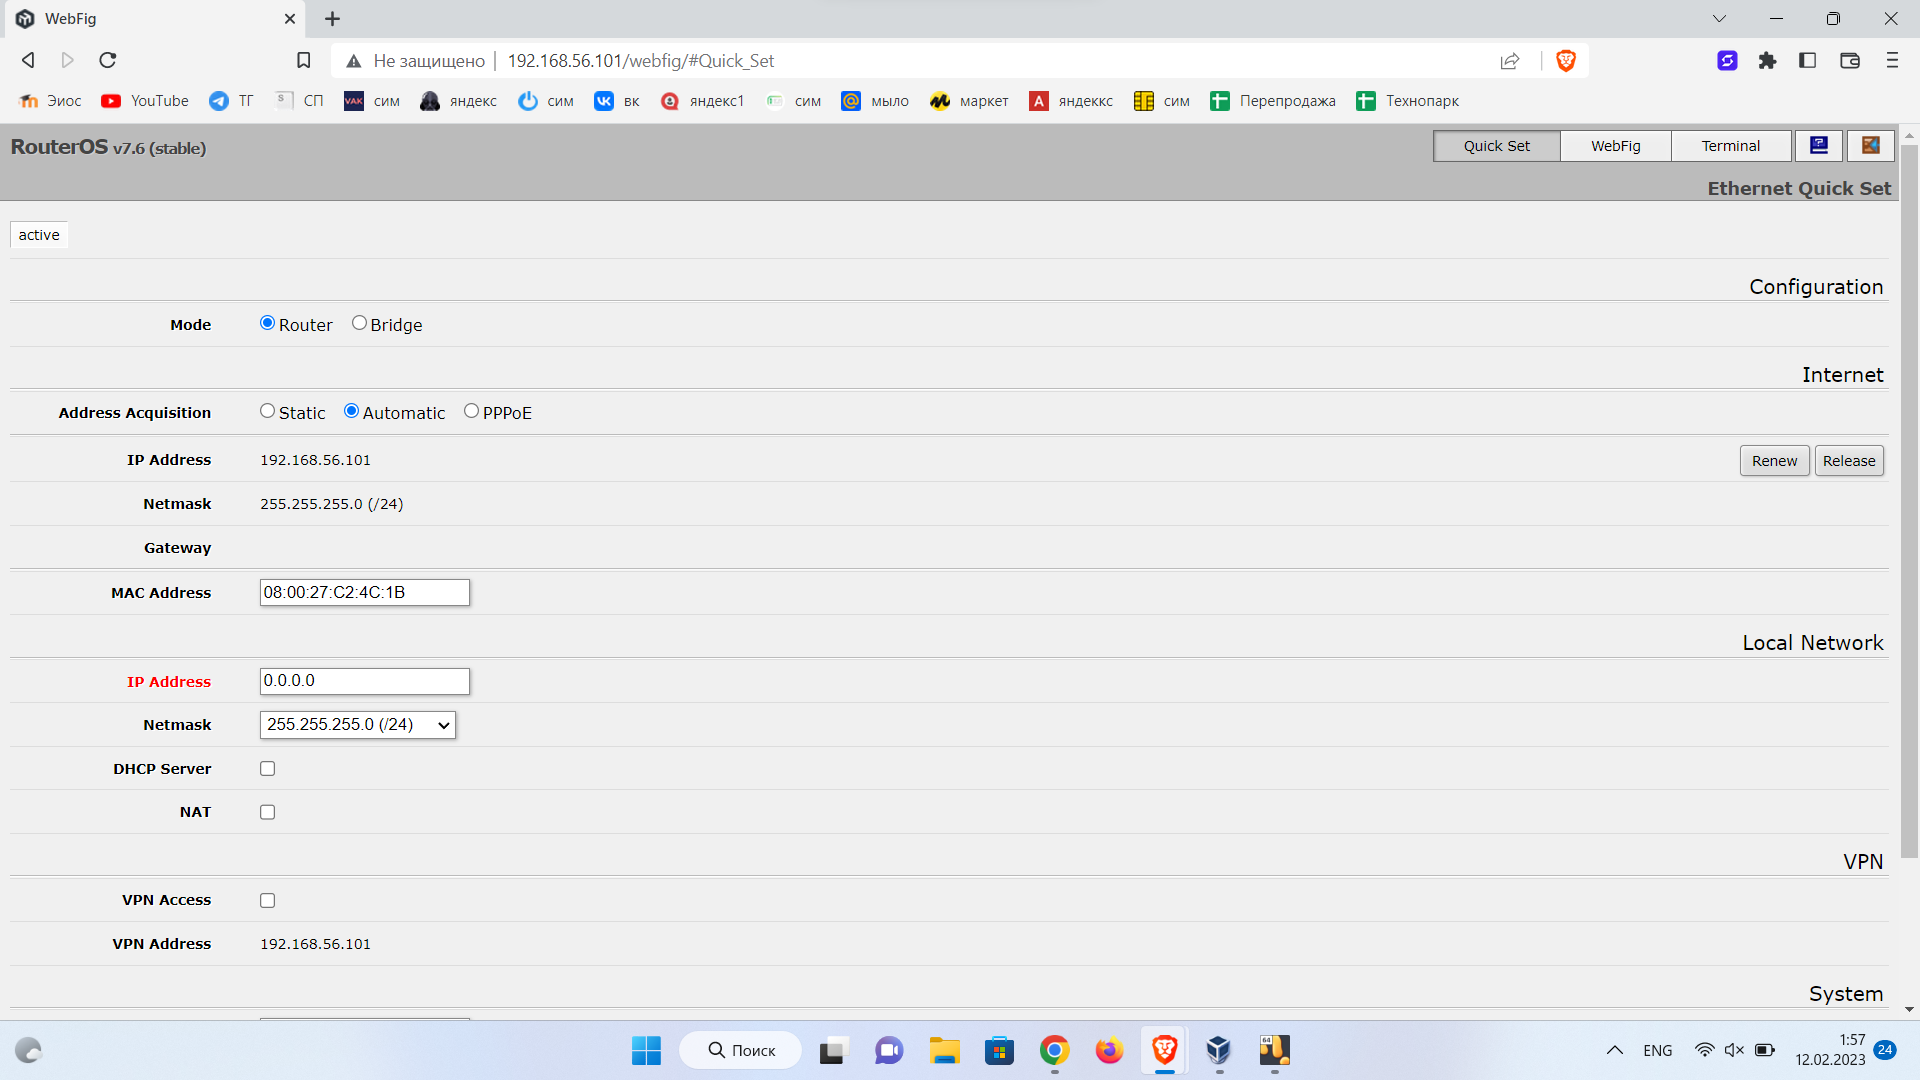 WebFig
Не защищено 192.168.56.101/webfig/#Quick_Set
Эиос YouTube ТГ S СП VAK сим яндекс сим вк яндекс1 сим мыло маркет A яндеккс сим Перепродажа Технопарк
RouterOS v7.6 (stable)
Quick Set WebFig Terminal
Ethernet Quick Set
active
Configuration
Mode Router Bridge
Internet
Address Acquisition Static Automatic PPPoE
IP Address 192.168.56.101 Renew Release
Netmask 255.255.255.0 (/24)
Gateway
MAC Address 08:00:27:C2:4C:1B
Local Network
IP Address 0.0.0.0
Netmask 255.255.255.0 (/24)
DHCP Server
NAT
VPN
VPN Access
VPN Address 192.168.56.101
System
Поиск 64 ENG 1:57
12.02.2023 24